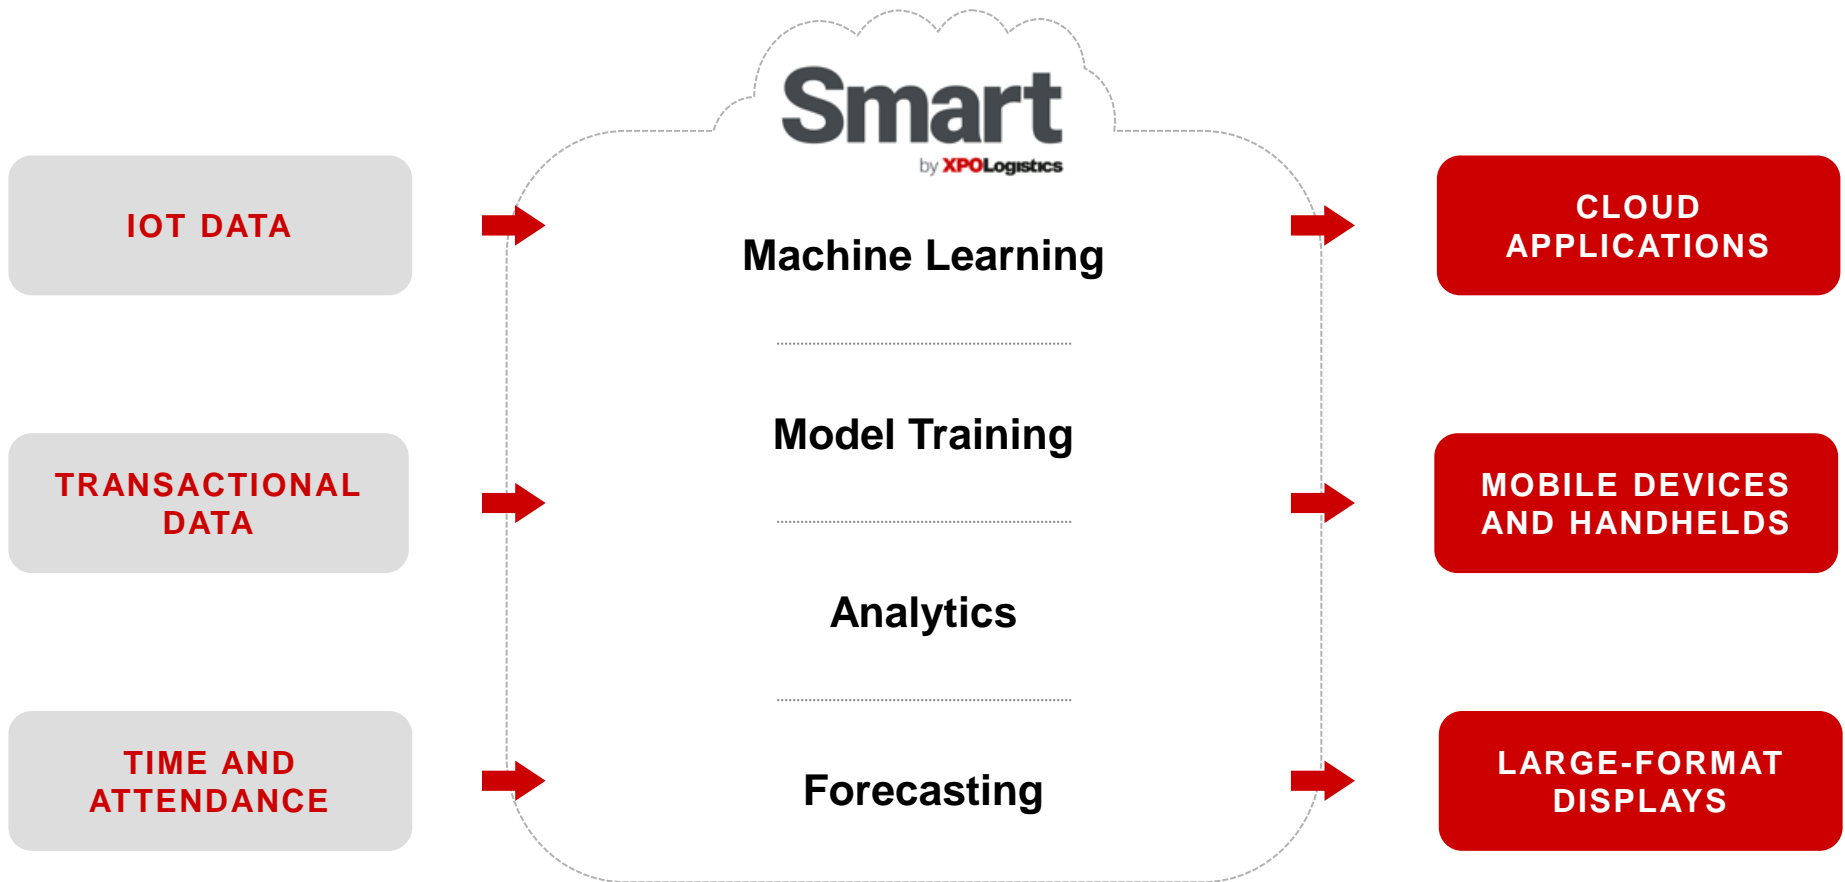 Smart
by XPOLogistics
IOT DATA
TRANSACTIONAL
DATA
TIME AND
ATTENDANCE
Machine Learning
Model Training
Analytics
Forecasting
CLOUD
APPLICATIONS
MOBILE DEVICES
AND HANDHELDS
LARGE-FORMAT
DISPLAYS